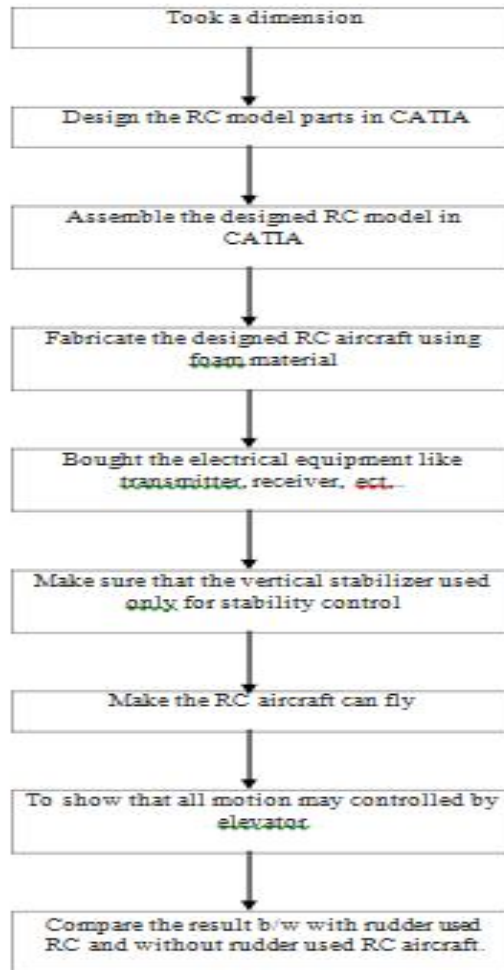 Took a dimension
Design the RC model parts in CATIA
Assemble the designed RC model in
CATIA
Fabricate the designed RC aircraft using
foam material
Bought the electrical equipment like
transmitter, receiver, ect.
Make sure that the vertical stabilizer used
only for stability control
Make the RC aircraft can fly
To show that all motion may controlled by
elevator
Compare the result b/w with rudder used
RC and without rudder used RC aircraft.